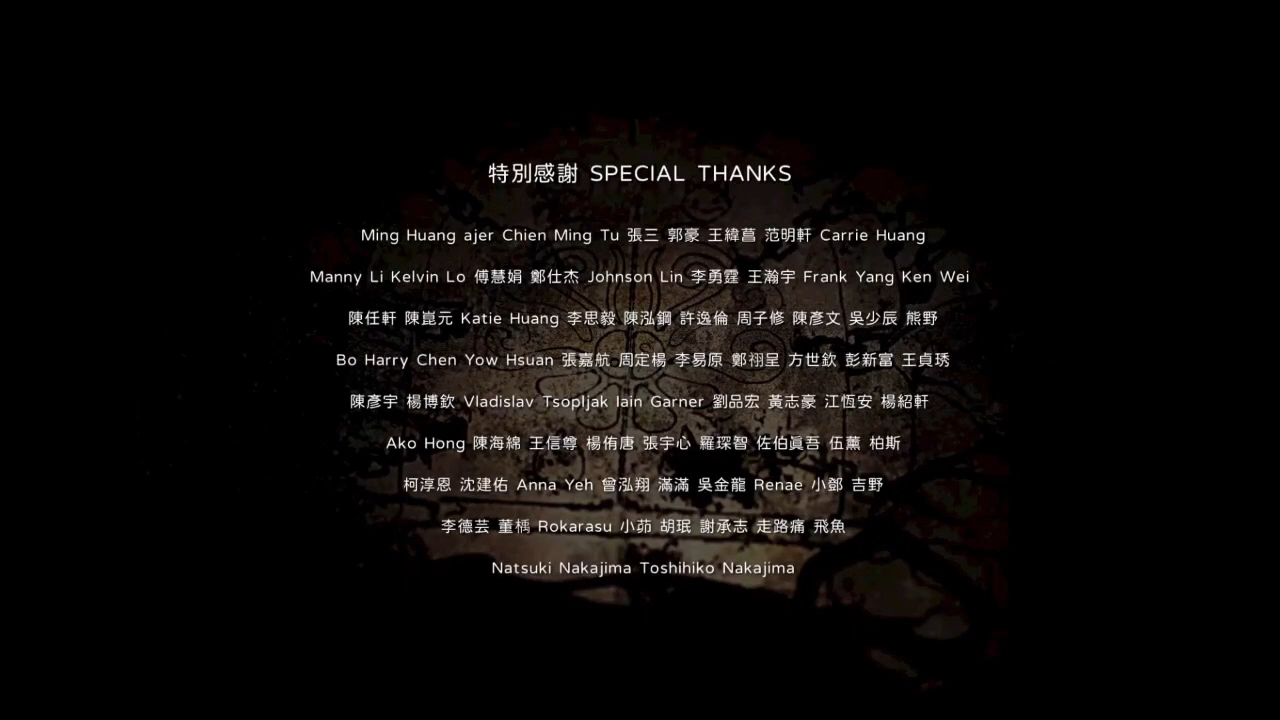 特別感謝 SPECIAL THANKS
Ming Huang ajer Chien Ming Tu 張三 郭豪 王緯菖 范明軒 Carrie Huang
Manny Li Kelvin Lo 傅慧娟 鄭仕杰 Johnson Lin 李勇霆 王瀚宇 Frank Yang Ken Wei
陳任軒 陳崑元 Katie Huang 李思毅 陳泓鋼 許逸倫 周子修 陳彥文 吳少辰 熊野
Bo Harry Chen Yow Hsuan 張嘉航 周定楊 李易原 鄭祤呈 方世欽 彭新富 王貞琇
陳彥宇 楊博欽 Vladislav Tsopljak Iain Garner 劉品宏 黃志豪 江恆安 楊紹軒
Ako Hong 陳海綿 王信尊 楊侑唐 張宇心 羅琛智 佐伯眞吾 伍薰 柏斯
柯淳恩 沈建佑 Anna Yeh 曾泓翔 滿滿 吳金龍 Renae 小鄧 吉野
李德芸 董楀 Rokarasu 小茆 胡珉 謝承志 走路痛 飛魚
Natsuki Nakajima Toshihiko Nakajima